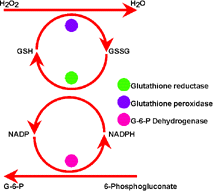 H2O2 H2O
GSH GSSG
Glutathione reductase
Glutathione peroxidase
G-6-P Dehydrogenase
NADP NADPH
G-6-P 6-Phosphogluconate